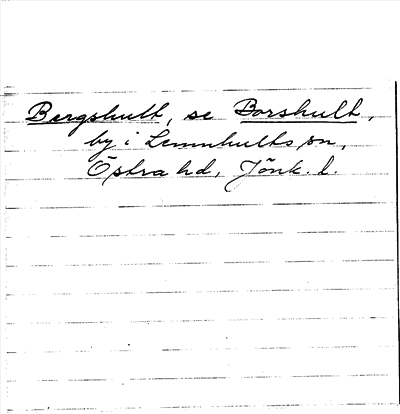 Bergshult, se Borshult,
by i Lemnhults sn,
Östra hd, Jönk. l.